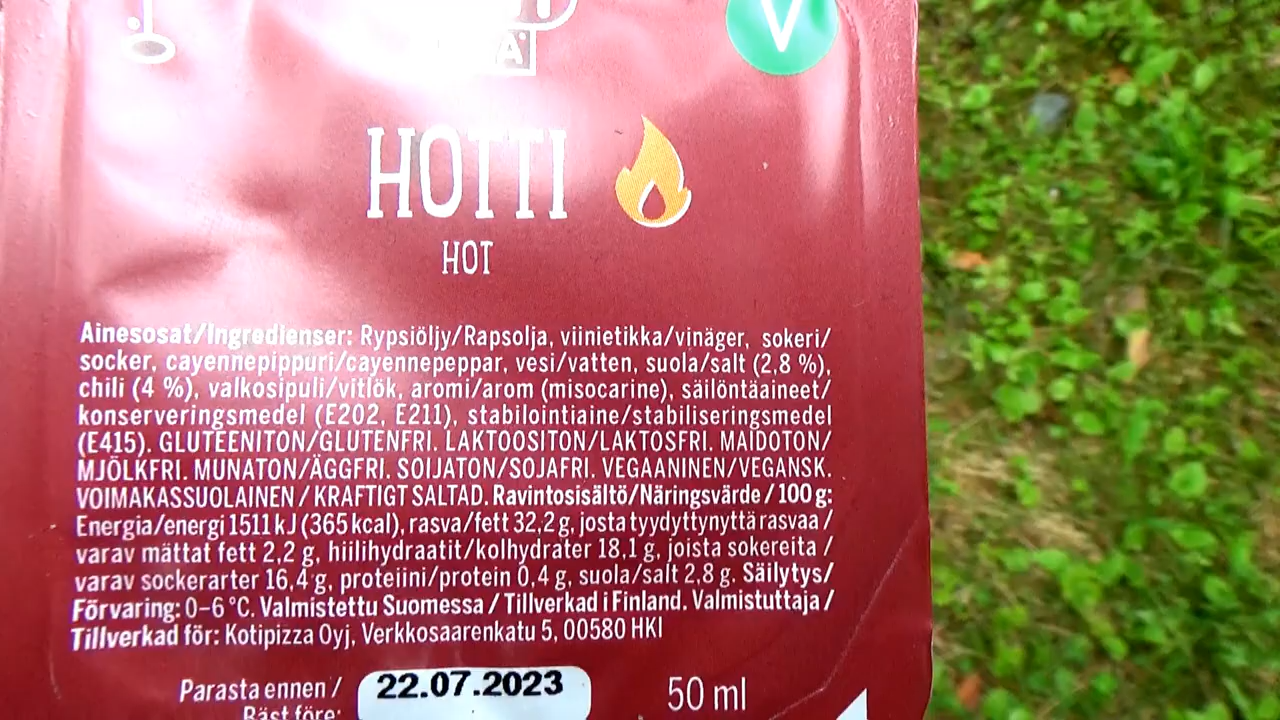 V
HOTTI
HOT
Ainesosat/Ingredienser: Rypsiöljy/Rapsolja, viinietikka/vinäger, sokeri/
socker, cayennepippuri/cayennepeppar, vesi/vatten, suola/salt (2,8 %),
chili (4 %), valkosipuli/vitlök, aromi/arom (misocarine), säilöntäaineet/
konserveringsmedel (E202, E211), stabilointiaine/stabiliseringsmedel
(E415). GLUTEENITON/GLUTENFRI. LAKTOOSITON/LAKTOSFRI. MAIDOTON/
MJÖLKFRI. MUNATON/ÄGGFRI. SOIJATON/SOJAFRI. VEGAANINEN/VEGANSK.
VOIMAKASSUOLAINEN / KRAFTIGT SALTAD. Ravintosisältö/Näringsvärde / 100 g:
Energia/energi 1511 kJ (365 kcal), rasva/fett 32,2 g, josta tyydyttynyttä rasvaa /
varav mättat fett 2,2 g, hiilihydraatit/kolhydrater 18,1 g, joista sokereita /
varav sockerarter 16,4 g, proteiini/protein 0,4 g, suola/salt 2,8 g. Säilytys/
Förvaring: 0–6 °C. Valmistettu Suomessa / Tillverkad i Finland. Valmistuttaja /
Tillverkad för: Kotipizza Oyj, Verkkosaarenkatu 5, 00580 HKI
Parasta ennen / 22.07.2023 50 ml
Bäst före: